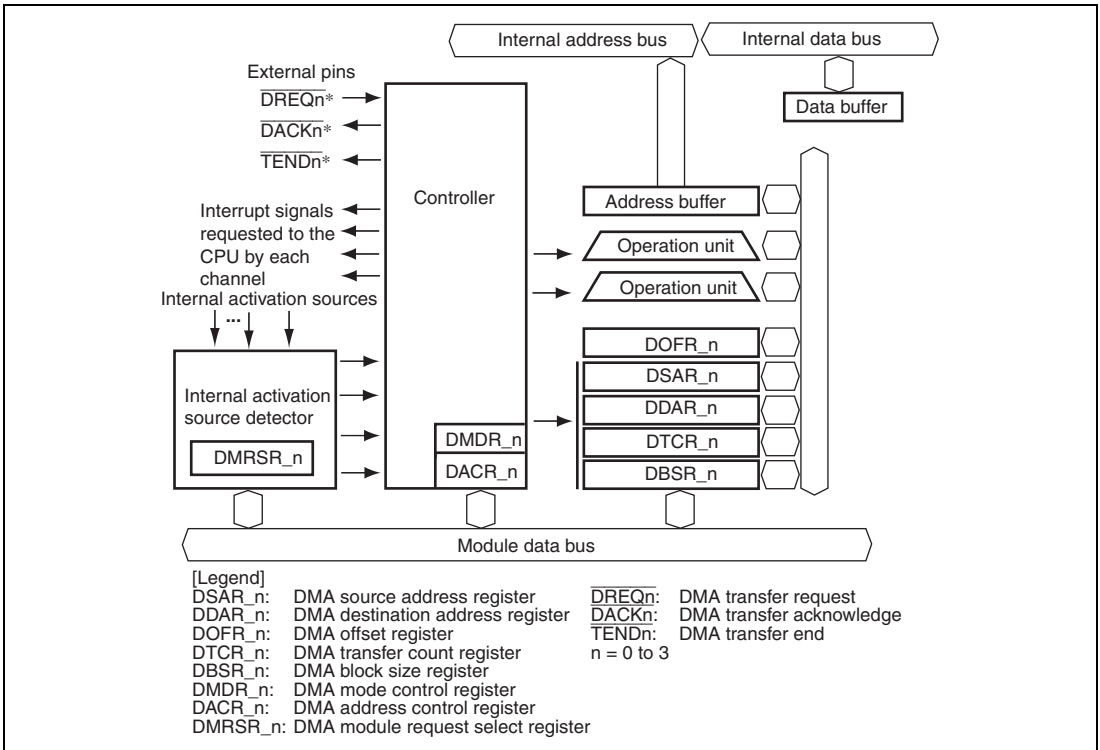 Internal address bus
Internal data bus
External pins
DREQn*
DACKn*
TENDn*
Data buffer
Controller
Address buffer
Interrupt signals
requested to the
CPU by each
channel
Operation unit
Operation unit
Internal activation sources
...
DOFR_n
DSAR_n
DDAR_n
DTCR_n
DBSR_n
Internal activation
source detector
DMRSR_n
DMDR_n
DACR_n
Module data bus
[Legend]
DSAR_n: DMA source address register
DDAR_n: DMA destination address register
DOFR_n: DMA offset register
DTCR_n: DMA transfer count register
DBSR_n: DMA block size register
DMDR_n: DMA mode control register
DACR_n: DMA address control register
DMRSR_n: DMA module request select register
DREQn: DMA transfer request
DACKn: DMA transfer acknowledge
TENDn: DMA transfer end
n = 0 to 3